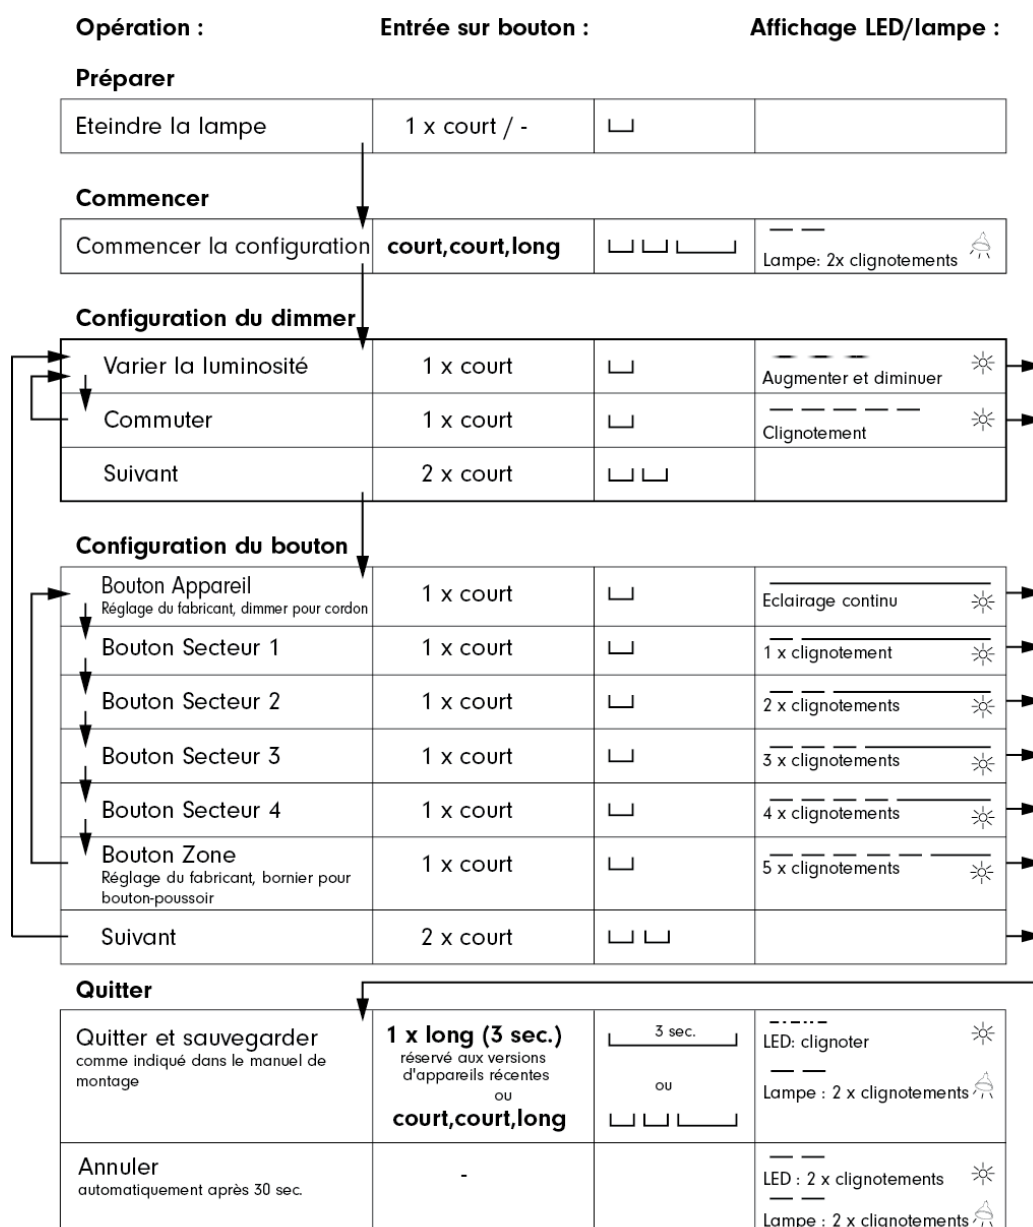 Opération : Entrée sur bouton : Affichage LED/lampe :
Préparer
Eteindre la lampe 1 x court / -
Commencer
Commencer la configuration court,court,long
Lampe: 2x clignotements
Configuration du dimmer
Varier la luminosité 1 x court
Augmenter et diminuer
Commuter 1 x court
Clignotement
Suivant 2 x court
Configuration du bouton
Bouton Appareil
Réglage du fabricant, dimmer pour cordon
1 x court
Eclairage continu
Bouton Secteur 1 1 x court
1 x clignotement
Bouton Secteur 2 1 x court
2 x clignotements
Bouton Secteur 3 1 x court
3 x clignotements
Bouton Secteur 4 1 x court
4 x clignotements
Bouton Zone
Réglage du fabricant, bornier pour
bouton-poussoir
1 x court
5 x clignotements
Suivant 2 x court
Quitter
Quitter et sauvegarder
comme indiqué dans le manuel de
montage
1 x long (3 sec.)
réservé aux versions
d'appareils récentes
ou
court,court,long
3 sec.
ou
LED: clignoter
Lampe : 2 x clignotements
Annuler
automatiquement après 30 sec.
-
LED : 2 x clignotements
Lampe : 2 x clignotements